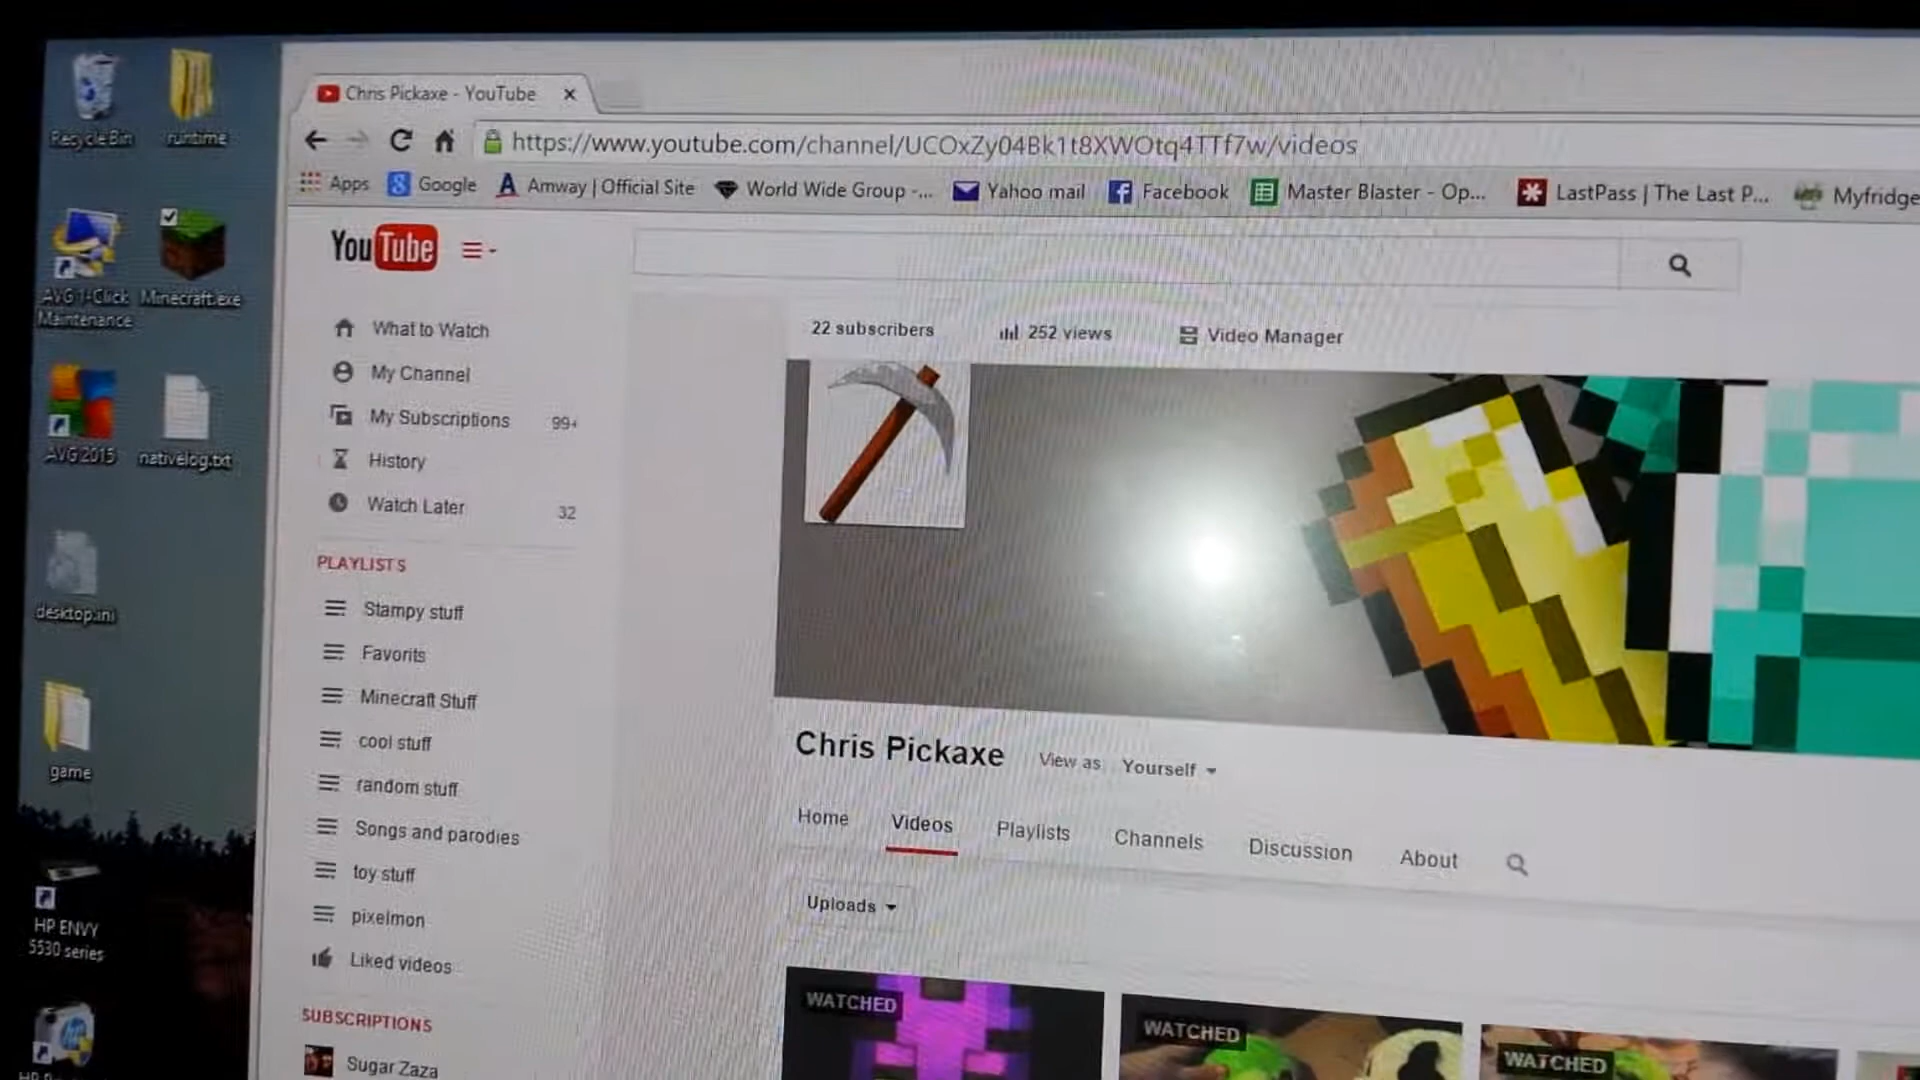 Recycle Bin
runtime
AVG 1-Click
Maintenance
Minecraft.exe
AVG 2015
nativelog.txt
desktop.ini
game
HP ENVY
5530 series
Chris Pickaxe - YouTube
https://www.youtube.com/channel/UCOxZy04Bk1t8XWOtq4TTf7w/videos
Apps
Google
Amway | Official Site
World Wide Group -...
Yahoo mail
Facebook
Master Blaster - Op...
LastPass | The Last P...
Myfridge
YouTube
What to Watch
My Channel
My Subscriptions 99+
History
Watch Later 32
PLAYLISTS
Stampy stuff
Favorits
Minecraft Stuff
cool stuff
random stuff
Songs and parodies
toy stuff
pixelmon
Liked videos
SUBSCRIPTIONS
Sugar Zaza
22 subscribers
252 views
Video Manager
Chris Pickaxe
View as Yourself
Home
Videos
Playlists
Channels
Discussion
About
Uploads
WATCHED
WATCHED
WATCHED